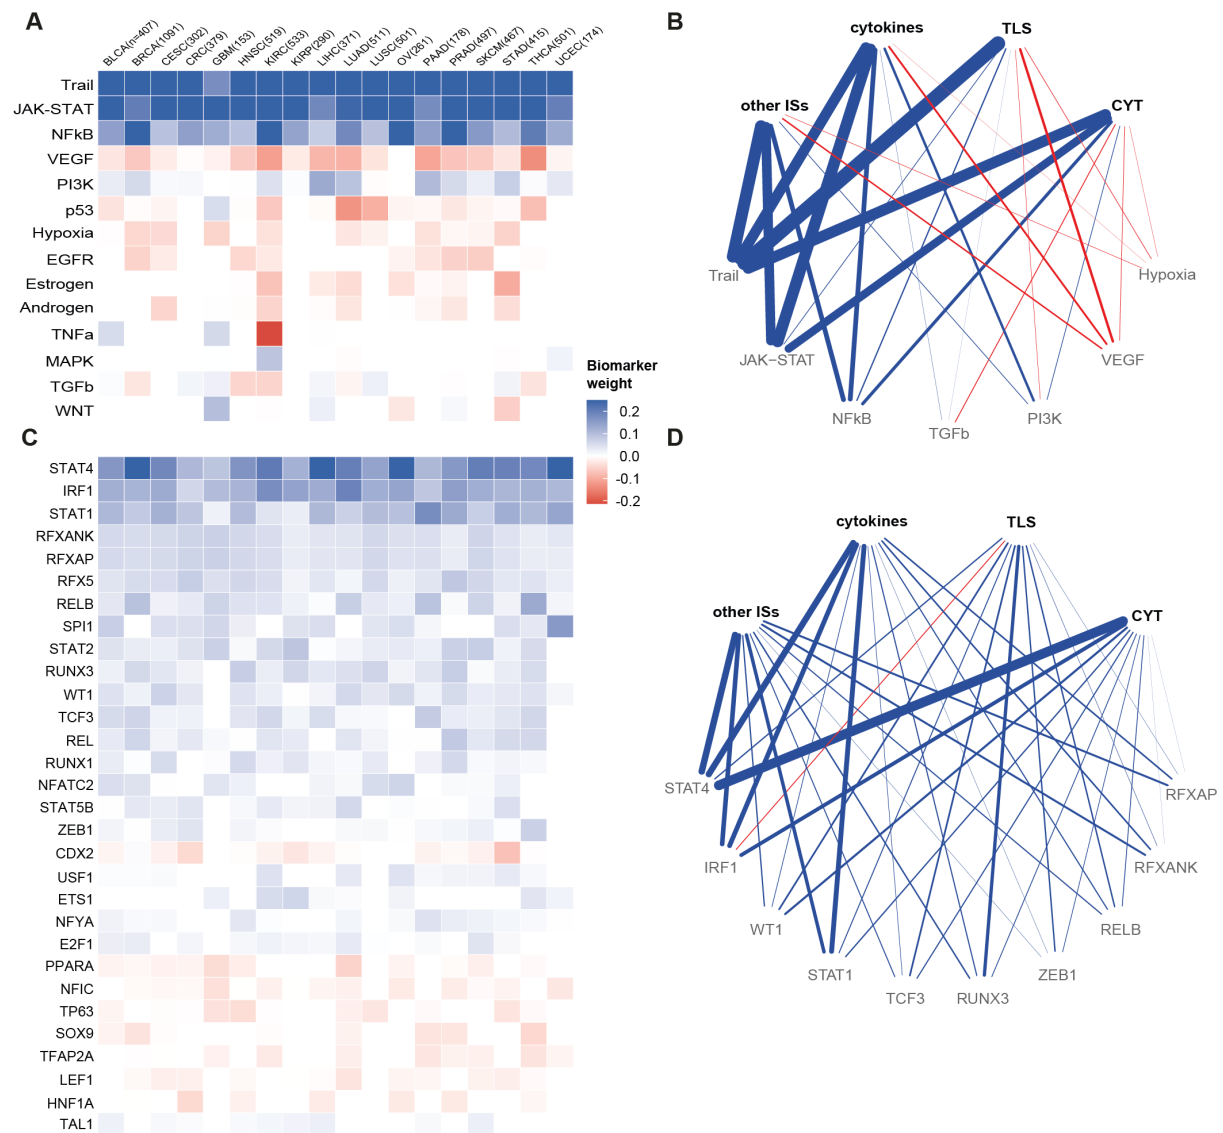 A
BLCA(n=407)
BRCA(1091)
CESC(302)
CRC(379)
GBM(153)
HNSC(519)
KIRC(533)
KIRP(290)
LIHC(371)
LUAD(511)
LUSC(501)
OV(261)
PAAD(178)
PRAD(497)
SKCM(467)
STAD(415)
THCA(501)
UCEC(174)
Trail
JAK-STAT
NFkB
VEGF
PI3K
p53
Hypoxia
EGFR
Estrogen
Androgen
TNFa
MAPK
TGFb
WNT
Biomarker
weight
0.2
0.1
0.0
-0.1
-0.2
B
cytokines
TLS
other ISs
CYT
Trail
Hypoxia
JAK−STAT
VEGF
NFkB
PI3K
TGFb
C
STAT4
IRF1
STAT1
RFXANK
RFXAP
RFX5
RELB
SPI1
STAT2
RUNX3
WT1
TCF3
REL
RUNX1
NFATC2
STAT5B
ZEB1
CDX2
USF1
ETS1
NFYA
E2F1
PPARA
NFIC
TP63
SOX9
TFAP2A
LEF1
HNF1A
TAL1
D
cytokines
TLS
other ISs
CYT
STAT4
RFXAP
IRF1
RFXANK
WT1
RELB
STAT1
ZEB1
TCF3
RUNX3